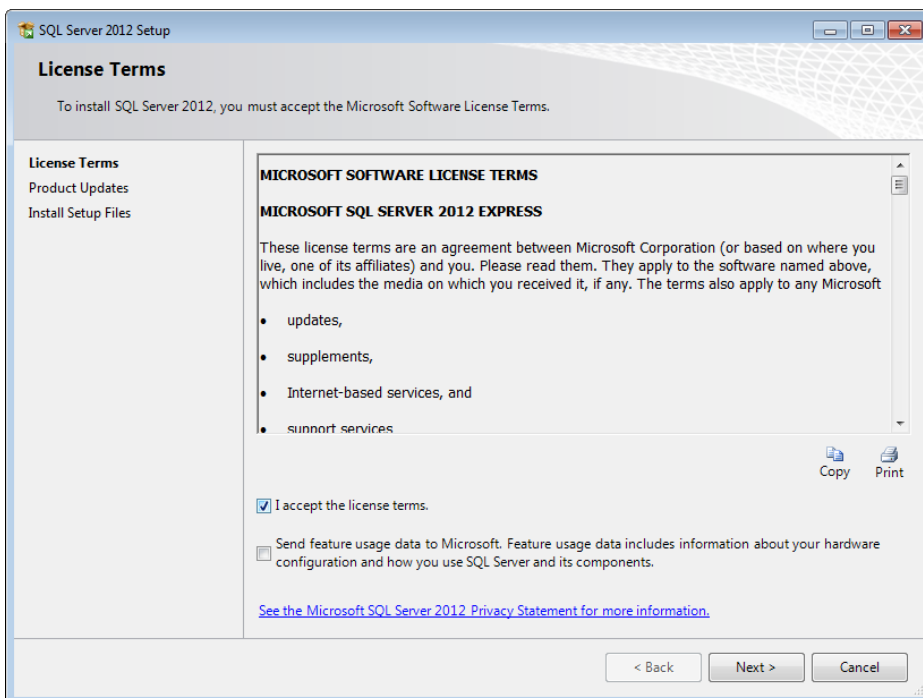 SQL Server 2012 Setup
License Terms
To install SQL Server 2012, you must accept the Microsoft Software License Terms.
License Terms
Product Updates
Install Setup Files
MICROSOFT SOFTWARE LICENSE TERMS
MICROSOFT SQL SERVER 2012 EXPRESS
These license terms are an agreement between Microsoft Corporation (or based on where you
live, one of its affiliates) and you. Please read them. They apply to the software named above,
which includes the media on which you received it, if any. The terms also apply to any Microsoft
• updates,
• supplements,
• Internet-based services, and
• support services
Copy
Print
I accept the license terms.
Send feature usage data to Microsoft. Feature usage data includes information about your hardware
configuration and how you use SQL Server and its components.
See the Microsoft SQL Server 2012 Privacy Statement for more information.
< Back
Next >
Cancel